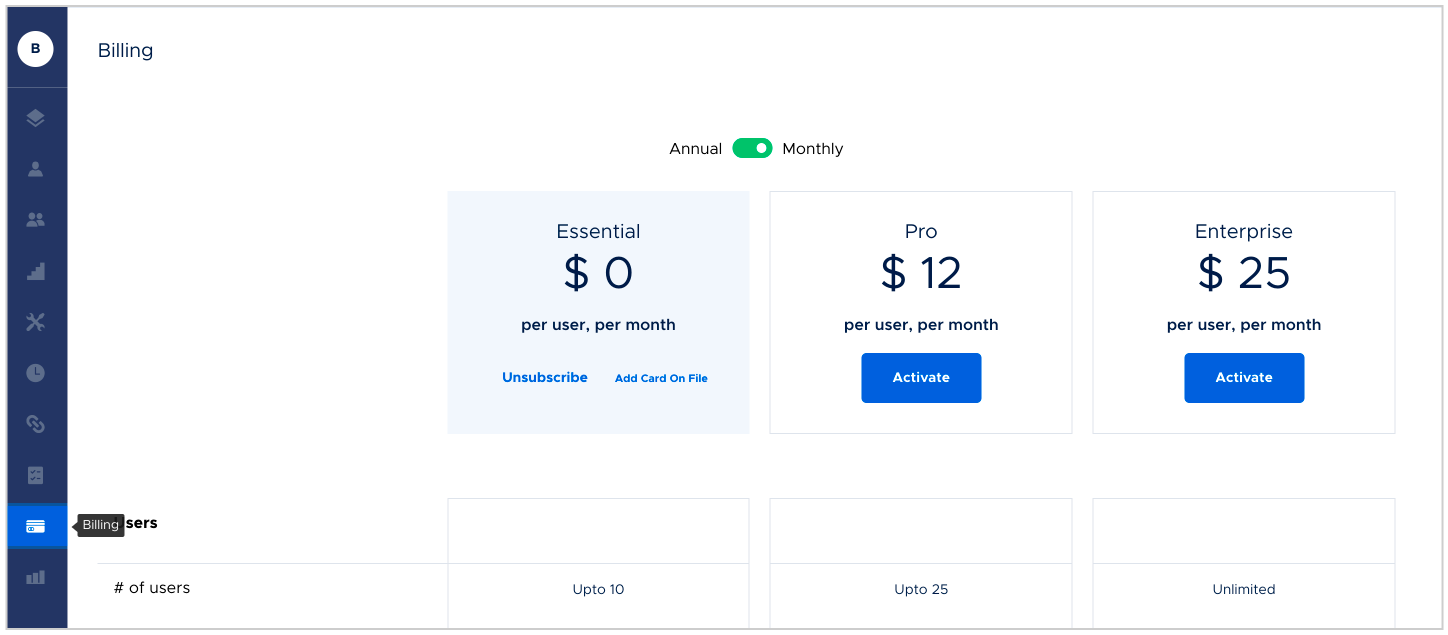 B
Billing
Annual Monthly
Essential
$ 0
per user, per month
Unsubscribe Add Card On File
Pro
$ 12
per user, per month
Activate
Enterprise
$ 25
per user, per month
Activate
Billing
sers
# of users Upto 10 Upto 25 Unlimited